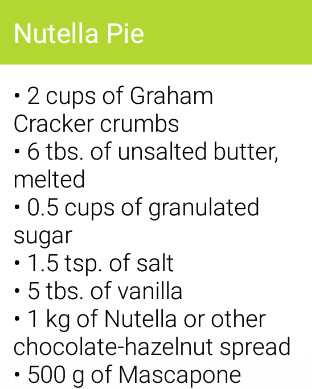 Nutella Pie
• 2 cups of Graham
Cracker crumbs
• 6 tbs. of unsalted butter,
melted
• 0.5 cups of granulated
sugar
• 1.5 tsp. of salt
• 5 tbs. of vanilla
• 1 kg of Nutella or other
chocolate-hazelnut spread
• 500 g of Mascapone